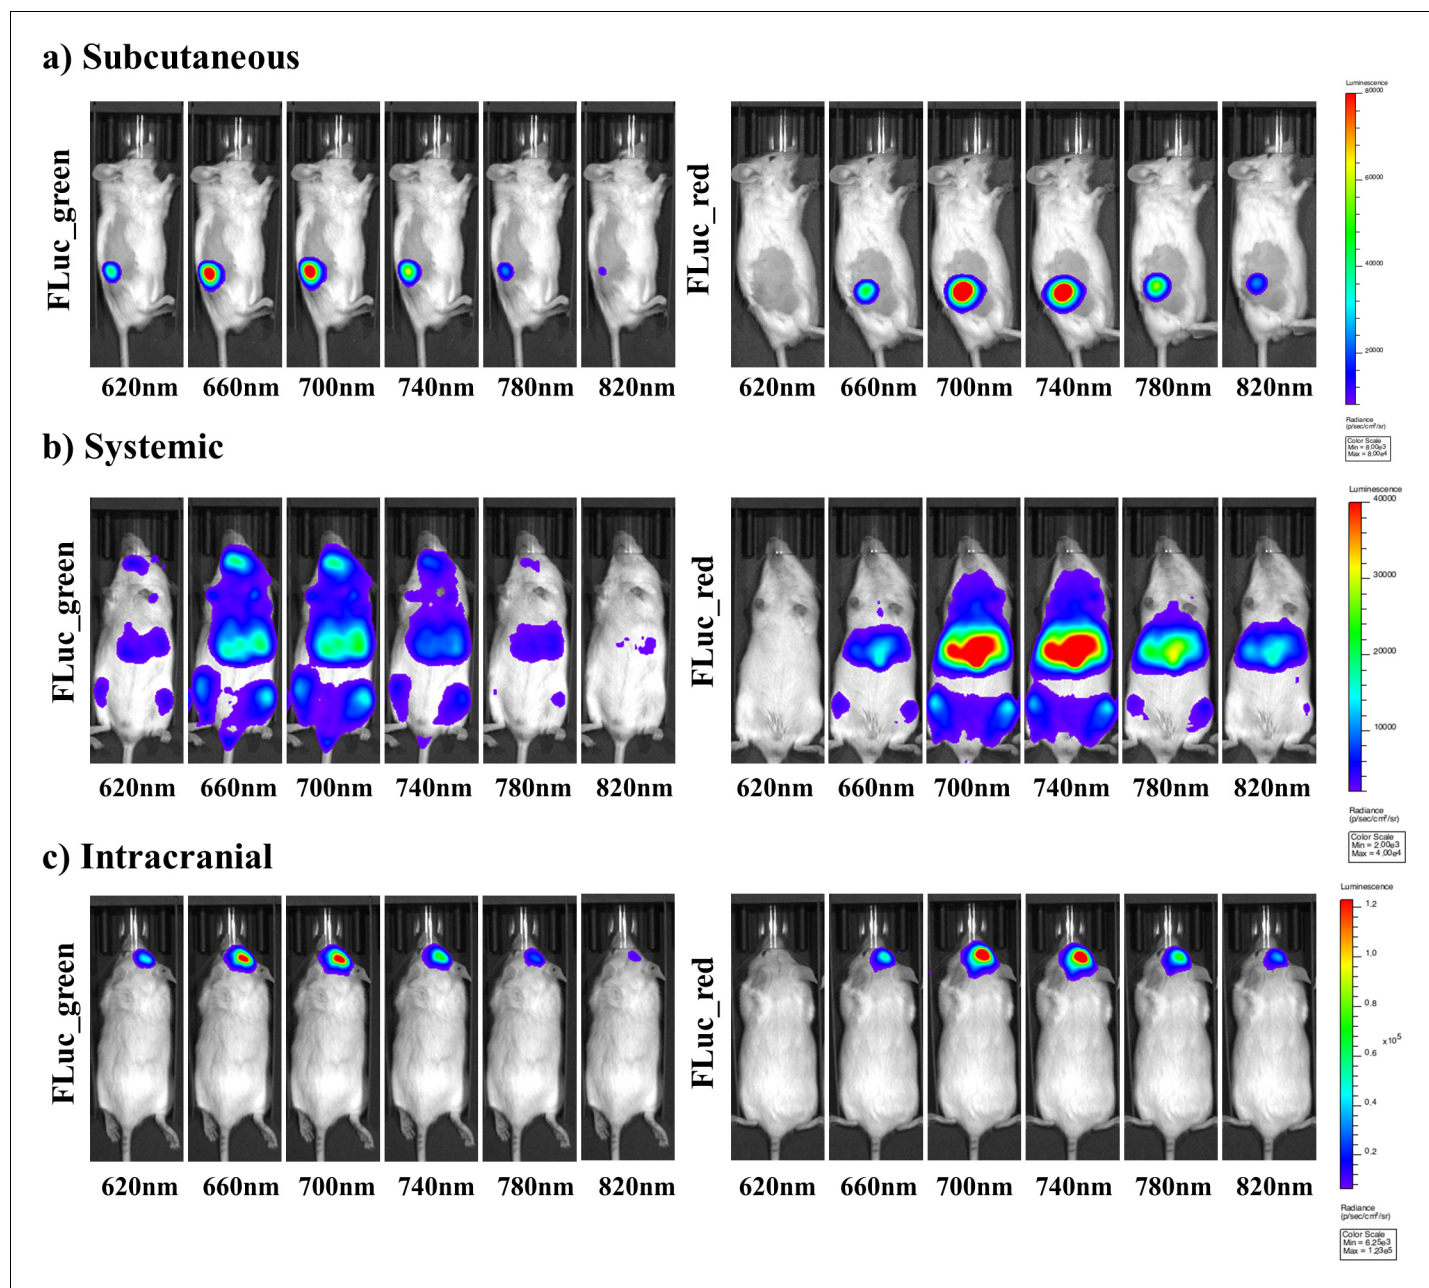 a) Subcutaneous
FLuc_green
620nm 660nm 700nm 740nm 780nm 820nm
FLuc_red
620nm 660nm 700nm 740nm 780nm 820nm
Luminescence
80000
60000
40000
20000
Radiance
(p/sec/cm²/sr)
Color Scale
Min = 8.00e3
Max = 8.00e4
b) Systemic
FLuc_green
620nm 660nm 700nm 740nm 780nm 820nm
FLuc_red
620nm 660nm 700nm 740nm 780nm 820nm
Luminescence
40000
30000
20000
10000
Radiance
(p/sec/cm²/sr)
Color Scale
Min = 2.00e3
Max = 4.00e4
c) Intracranial
FLuc_green
620nm 660nm 700nm 740nm 780nm 820nm
FLuc_red
620nm 660nm 700nm 740nm 780nm 820nm
Luminescence
1.2
1.0
0.8
x10⁵
0.6
0.4
0.2
Radiance
(p/sec/cm²/sr)
Color Scale
Min = 6.25e3
Max = 1.23e5